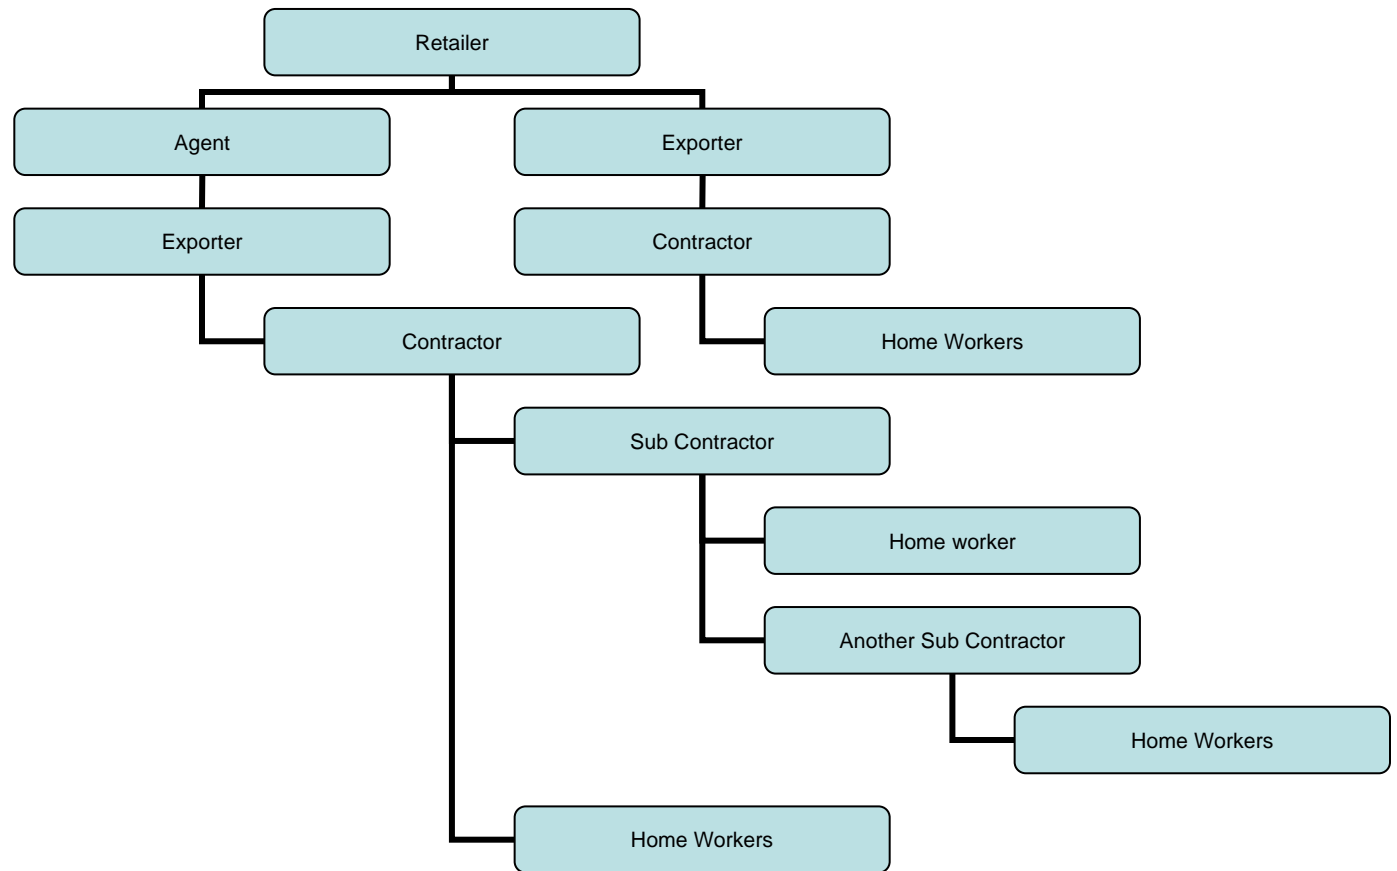 Retailer
Agent
Exporter
Exporter
Contractor
Contractor
Home Workers
Sub Contractor
Home worker
Another Sub Contractor
Home Workers
Home Workers